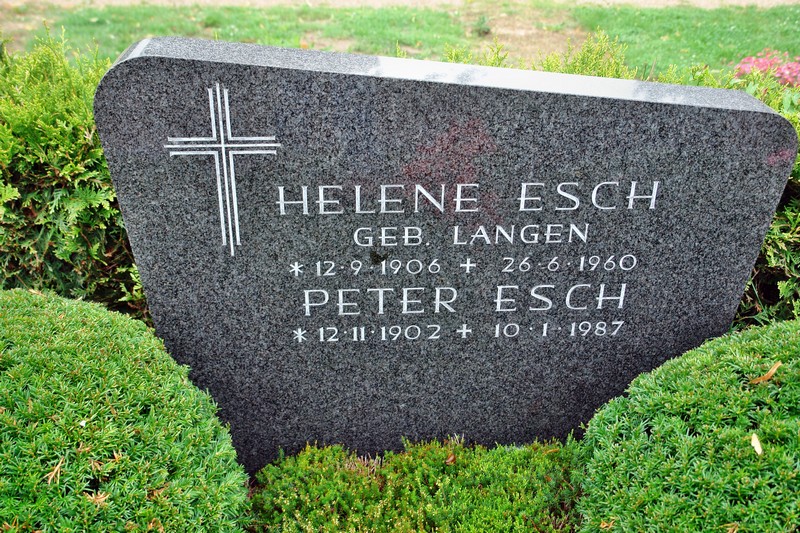 HELENE ESCH
GEB. LANGEN
* 12·9·1906 + 26·6·1960
PETER ESCH
* 12·11·1902 + 10·1·1987